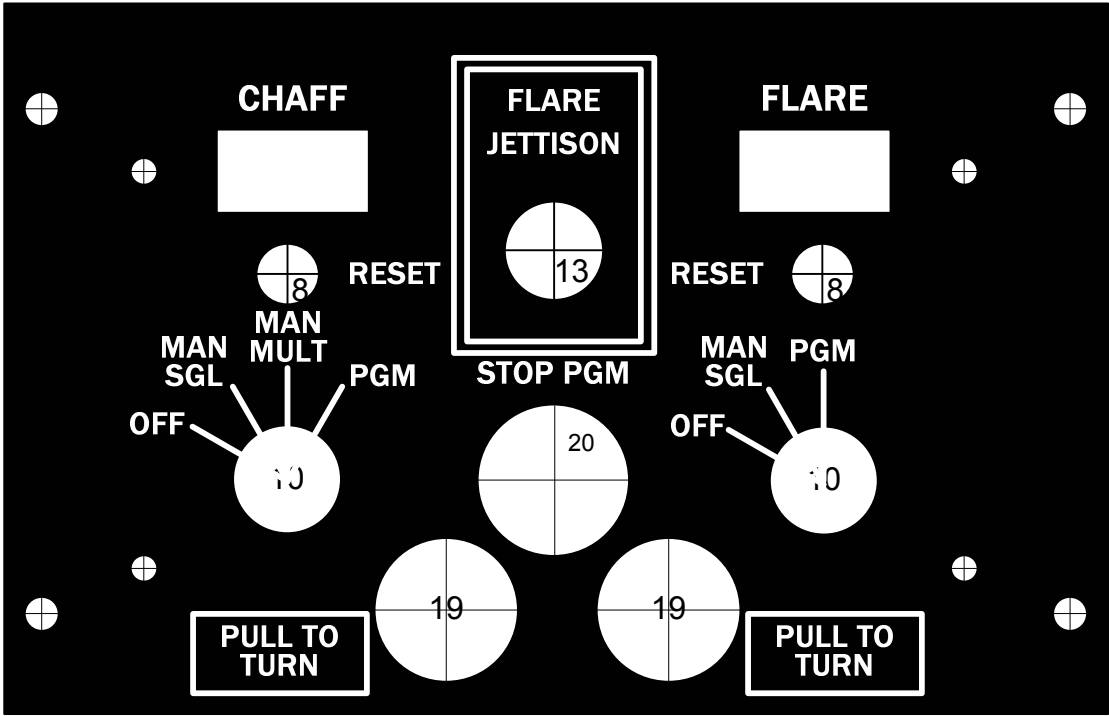 CHAFF
FLARE
JETTISON
FLARE
13
RESET
RESET
8
8
MAN
MULT
MAN
SGL
PGM
OFF
STOP PGM
MAN
SGL
PGM
OFF
20
10
10
19
19
PULL TO
TURN
PULL TO
TURN